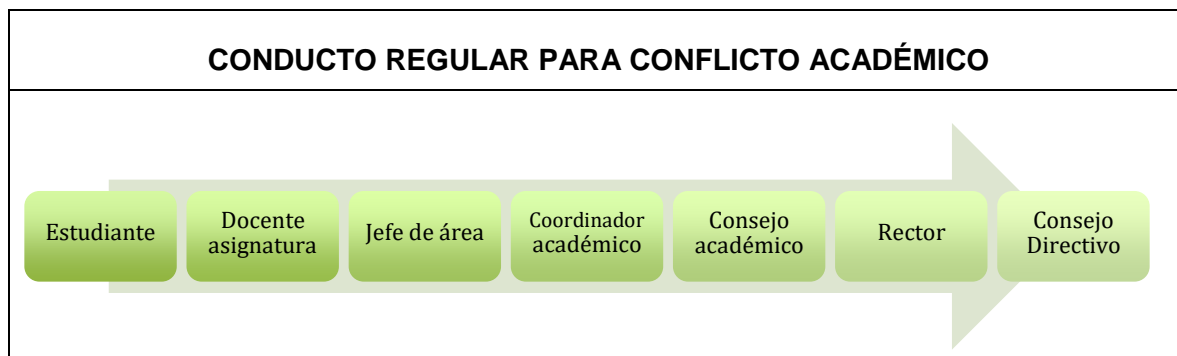 CONDUCTO REGULAR PARA CONFLICTO ACADÉMICO
Estudiante
Docente
asignatura
Jefe de área
Coordinador
académico
Consejo
académico
Rector
Consejo
Directivo